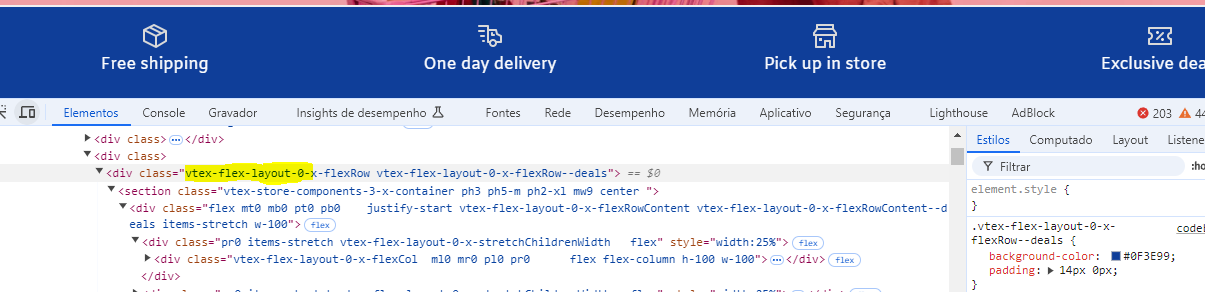 Free shipping One day delivery Pick up in store Exclusive dea
Elementos Console Gravador Insights de desempenho Fontes Rede Desempenho Memória Aplicativo Segurança Lighthouse AdBlock 203 44
<div class> ⋯ </div>
<div class>
<div class="vtex-flex-layout-0-x-flexRow vtex-flex-layout-0-x-flexRow--deals"> == $0
<section class="vtex-store-components-3-x-container ph3 ph5-m ph2-xl mw9 center ">
<div class="flex mt0 mb0 pt0 pb0 justify-start vtex-flex-layout-0-x-flexRowContent vtex-flex-layout-0-x-flexRowContent--d
eals items-stretch w-100"> flex
<div class="pr0 items-stretch vtex-flex-layout-0-x-stretchChildrenWidth flex" style="width:25%"> flex
<div class="vtex-flex-layout-0-x-flexCol ml0 mr0 pl0 pr0 flex flex-column h-100 w-100"> ⋯ </div> flex
</div>
Estilos Computado Layout Listene
Filtrar :ho
element.style {
}
.vtex-flex-layout-0-x- codeb
flexRow--deals {
background-color: #0F3E99;
padding: 14px 0px;
}